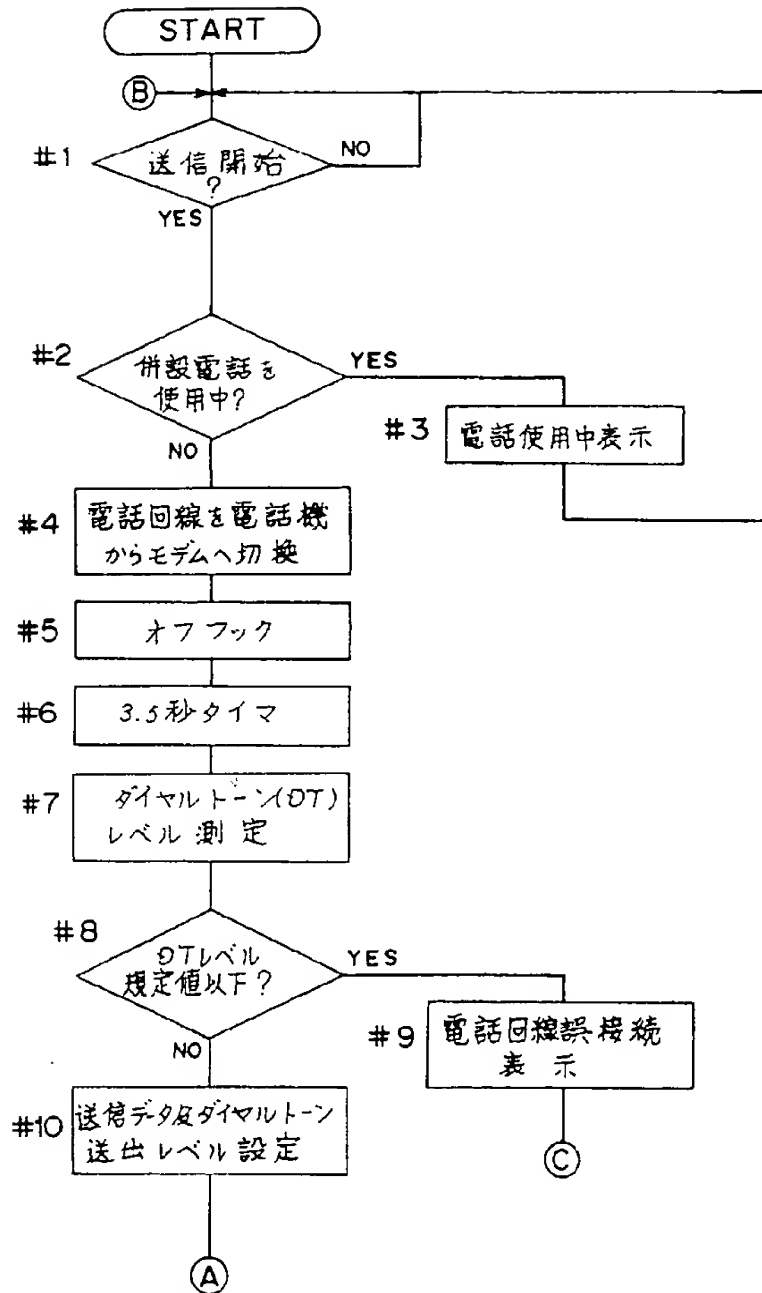 START
B
#1
送信開始
?
NO
YES
#2
併設電話を
使用中?
YES
NO
#3
電話使用中表示
#4
電話回線を電話機
からモデムへ切換
#5
オフフック
#6
3.5秒タイマ
#7
ダイヤルトーン(DT)
レベル測定
#8
DTレベル
規定値以下?
YES
NO
#9
電話回線誤接続
表示
#10
送信データ及ダイヤルトーン
送出レベル設定
C
A